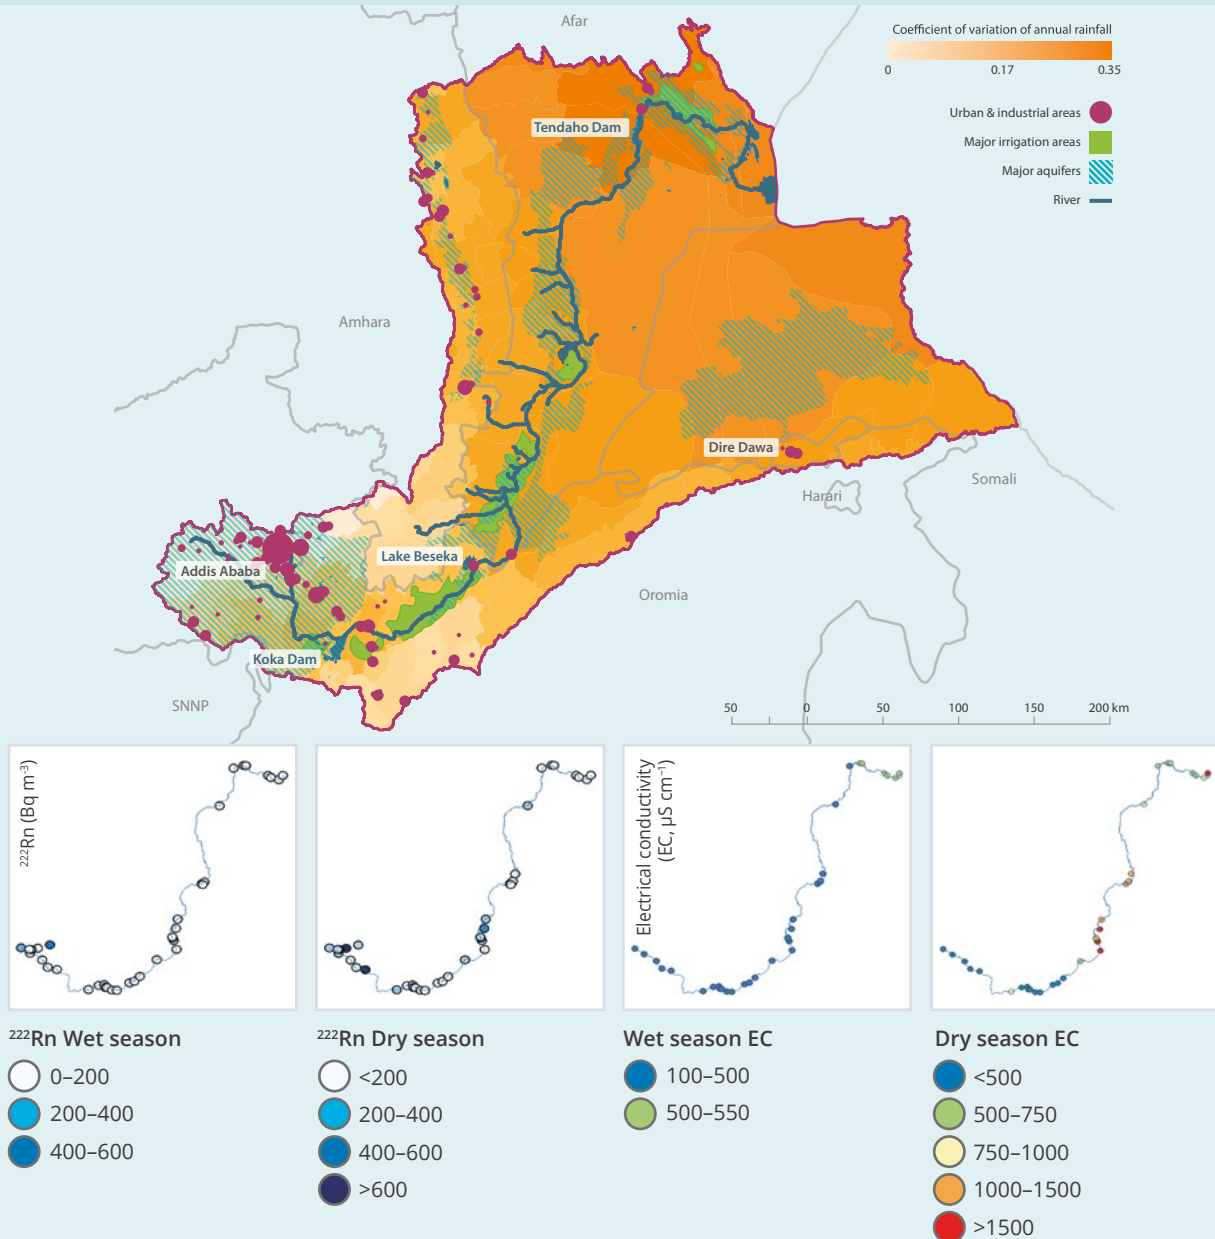 Afar
Coefficient of variation of annual rainfall
0 0.17 0.35
Urban & industrial areas
Major irrigation areas
Major aquifers
River
Tendaho Dam
Amhara
Dire Dawa
Harari
Somali
Lake Beseka
Addis Ababa
Oromia
Koka Dam
SNNP
50 0 50 100 150 200 km
²²²Rn (Bq m⁻³)
Electrical conductivity
(EC, µS cm⁻¹)
²²²Rn Wet season
0–200
200–400
400–600
²²²Rn Dry season
<200
200–400
400–600
>600
Wet season EC
100–500
500–550
Dry season EC
<500
500–750
750–1000
1000–1500
>1500